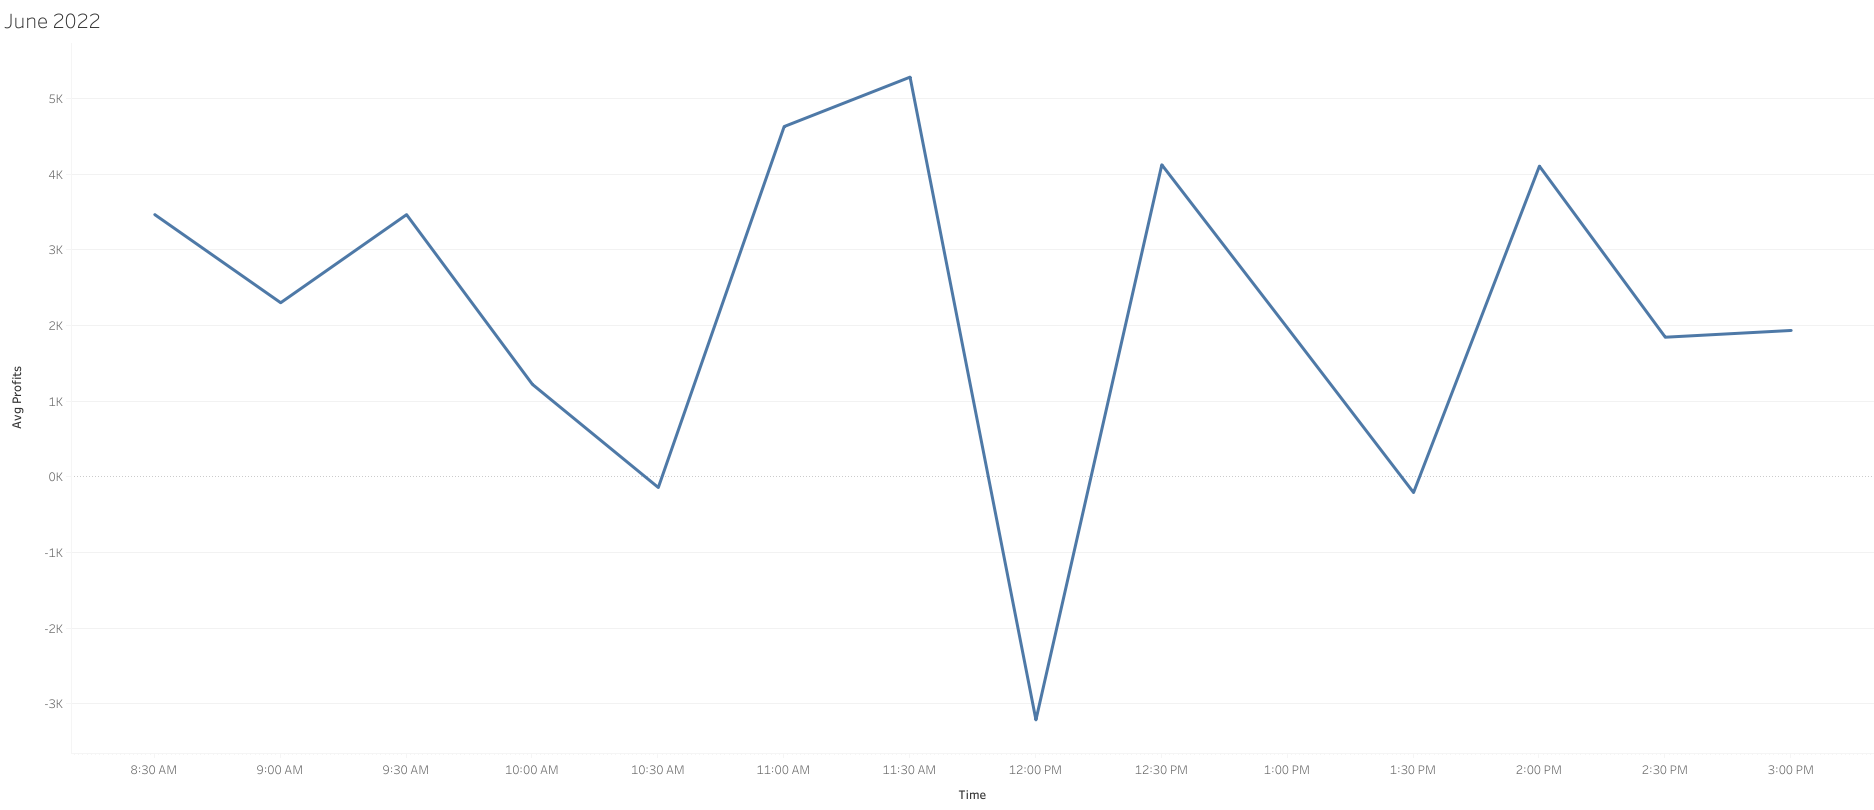 June 2022
5K
4K
3K
2K
1K
0K
-1K
-2K
-3K
Avg Profits
8:30 AM 9:00 AM 9:30 AM 10:00 AM 10:30 AM 11:00 AM 11:30 AM 12:00 PM 12:30 PM 1:00 PM 1:30 PM 2:00 PM 2:30 PM 3:00 PM
Time